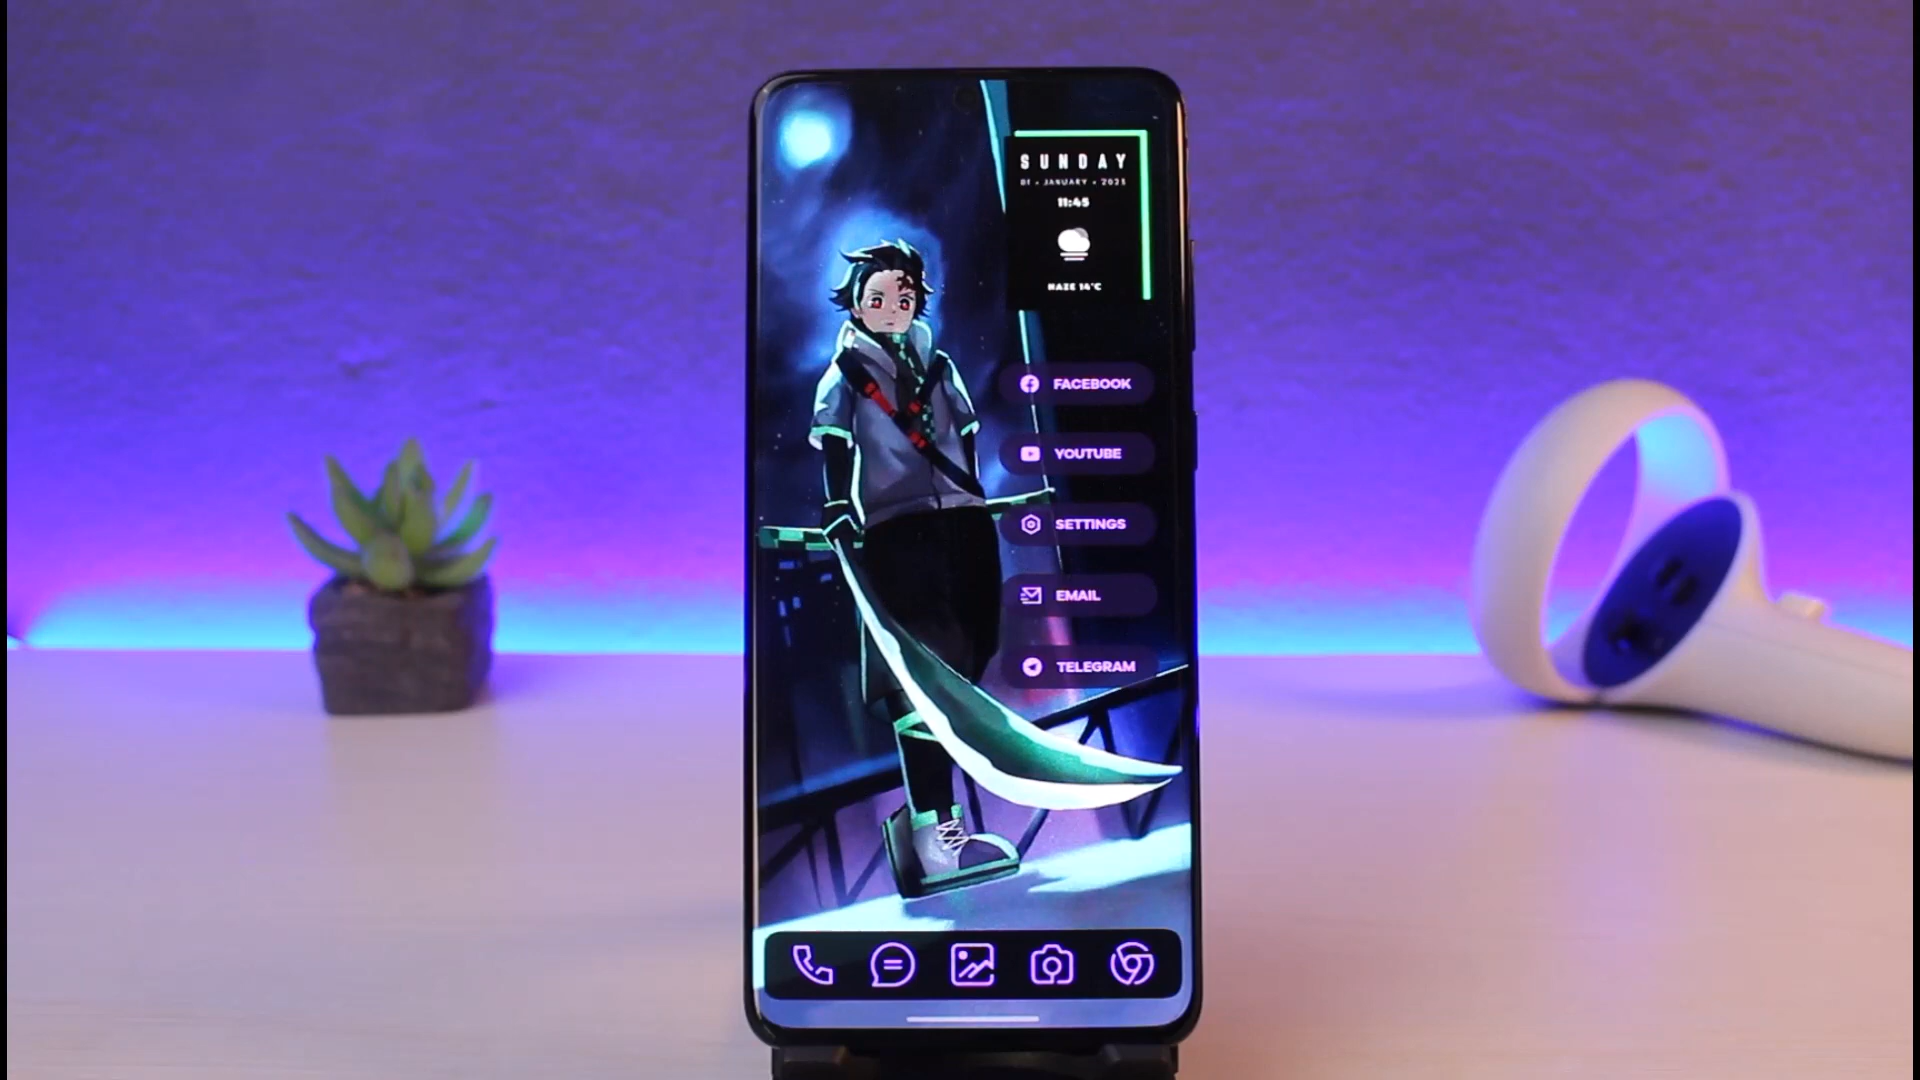 SUNDAY
01 • JANUARY • 2023
11:45
HAZE 14°C
FACEBOOK
YOUTUBE
SETTINGS
EMAIL
TELEGRAM